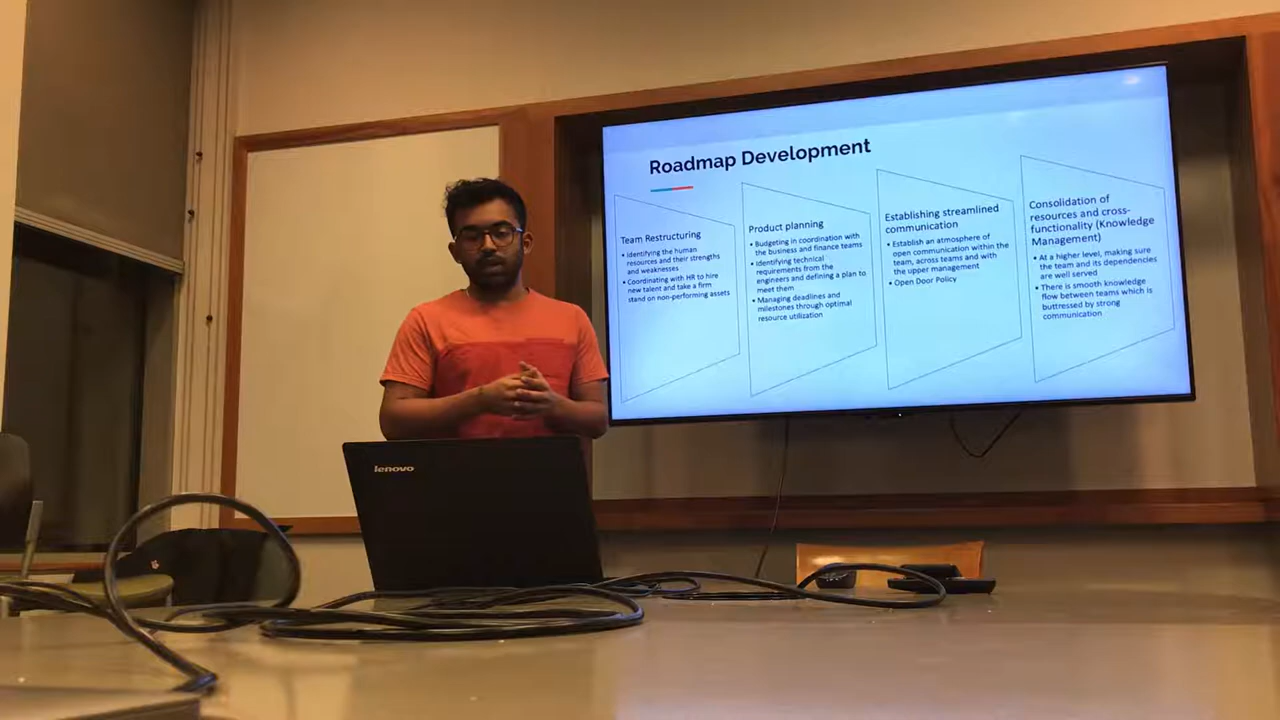 Roadmap Development
Team Restructuring
• Identifying the human
resources and their strengths
and weaknesses
• Coordinating with HR to hire
new talent and take a firm
stand on non-performing assets
Product planning
• Budgeting in coordination with
the business and finance teams
• Identifying technical
requirements from the
engineers and defining a plan to
meet them
• Managing deadlines and
milestones through optimal
resource utilization
Establishing streamlined
communication
• Establish an atmosphere of
open communication within the
team, across teams and with
the upper management
• Open Door Policy
Consolidation of
resources and cross-
functionality (Knowledge
Management)
• At a higher level, making sure
the team and its dependencies
are well served
• There is smooth knowledge
flow between teams which is
buttressed by strong
communication
lenovo